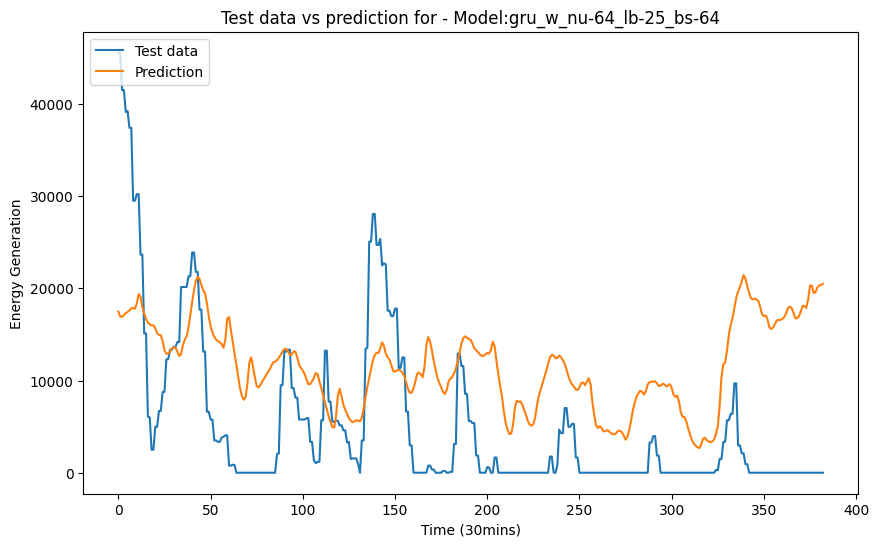 Test data vs prediction for - Model:gru_w_nu-64_lb-25_bs-64
Test data
Prediction
Energy Generation
40000
30000
20000
10000
0
0 50 100 150 200 250 300 350 400
Time (30mins)